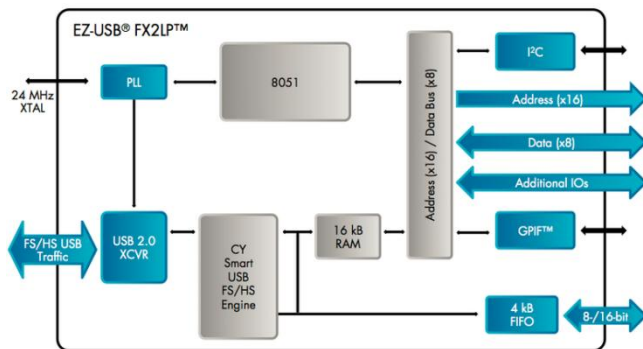 EZ-USB® FX2LP™
24 MHz
XTAL
PLL
8051
Address (x16) / Data Bus (x8)
I²C
Address (x16)
Data (x8)
Additional IOs
FS/HS USB
Traffic
USB 2.0
XCVR
CY
Smart
USB
FS/HS
Engine
16 kB
RAM
GPIF™
4 kB
FIFO
8-/16-bit